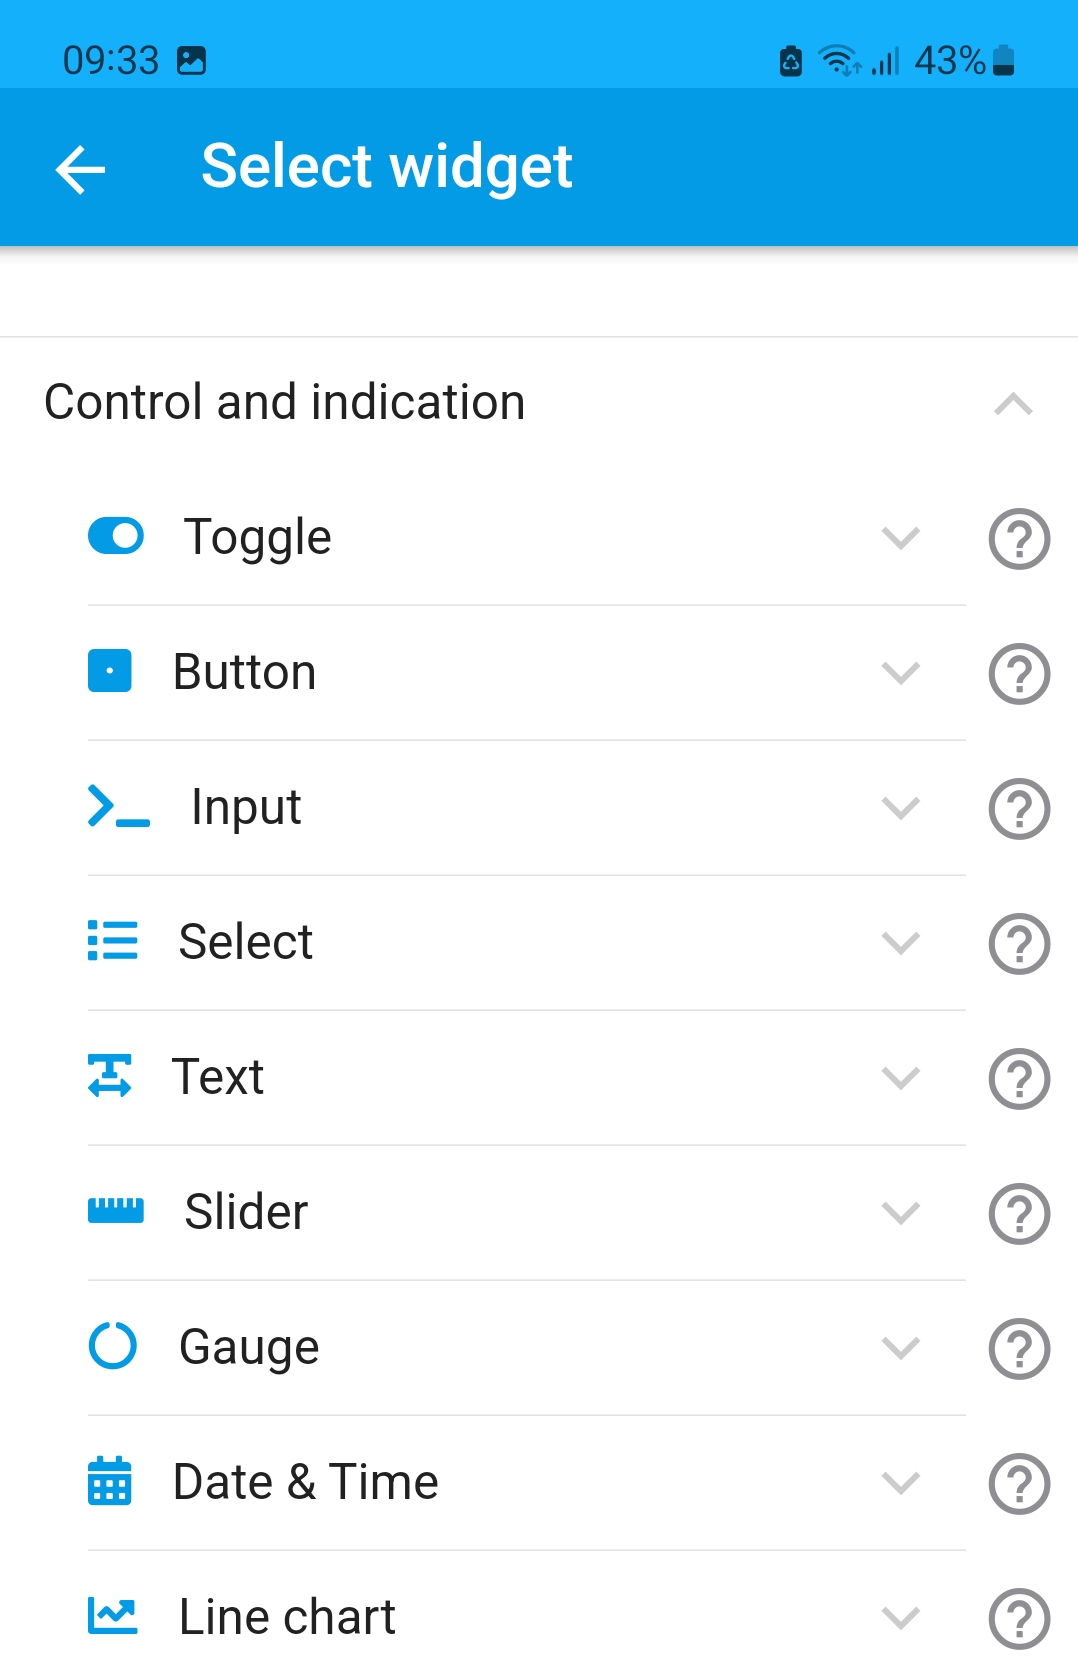 09:33 43%
Select widget
Control and indication
Toggle
Button
Input
Select
Text
Slider
Gauge
Date & Time
Line chart